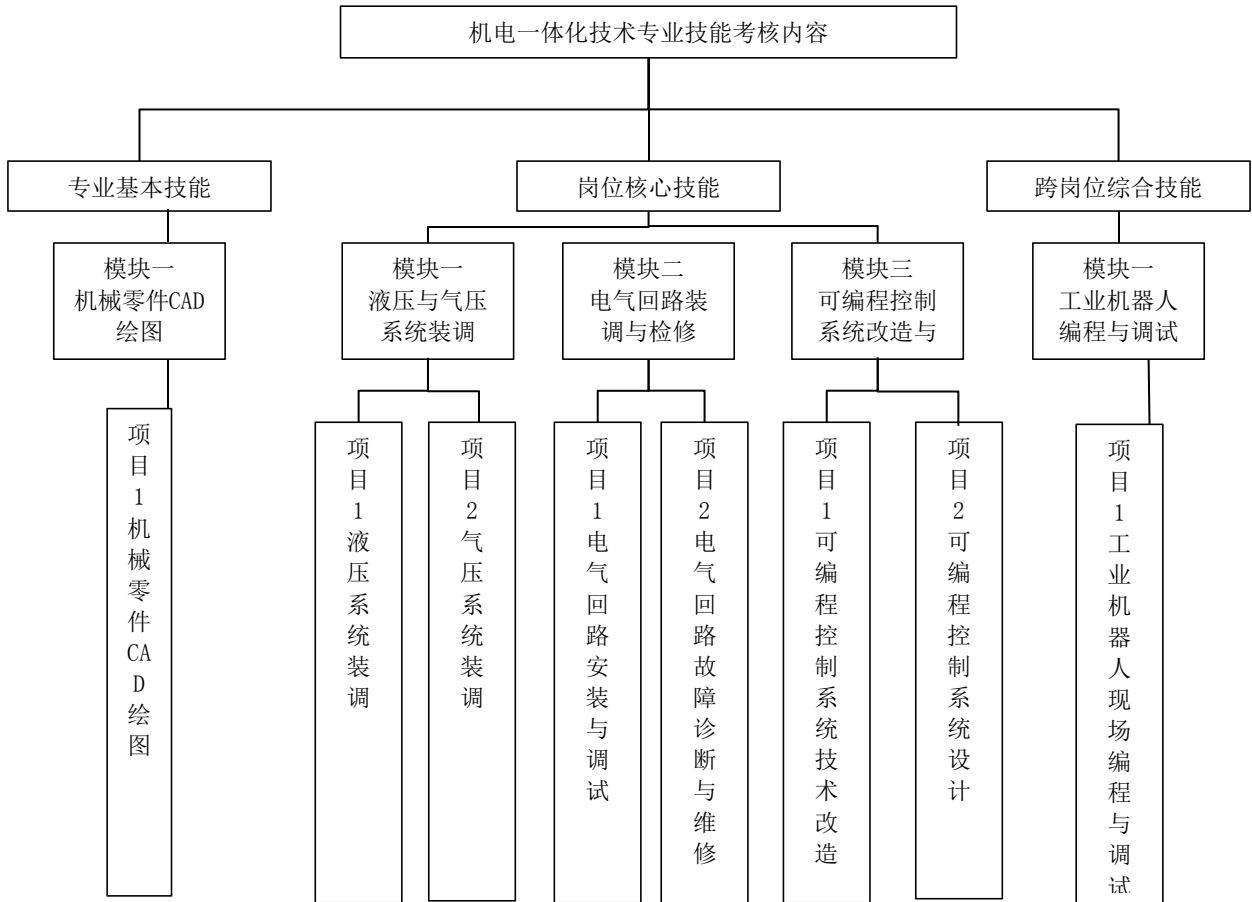 机电一体化技术专业技能考核内容
专业基本技能
岗位核心技能
跨岗位综合技能
模块一
机械零件CAD
绘图
模块一
液压与气压
系统装调
模块二
电气回路装
调与检修
模块三
可编程控制
系统改造与
模块一
工业机器人
编程与调试
项目1机械零件CAD绘图
项目1液压系统装调
项目2气压系统装调
项目1电气回路安装与调试
项目2电气回路故障诊断与维修
项目1可编程控制系统技术改造
项目2可编程控制系统设计
项目1工业机器人现场编程与调试